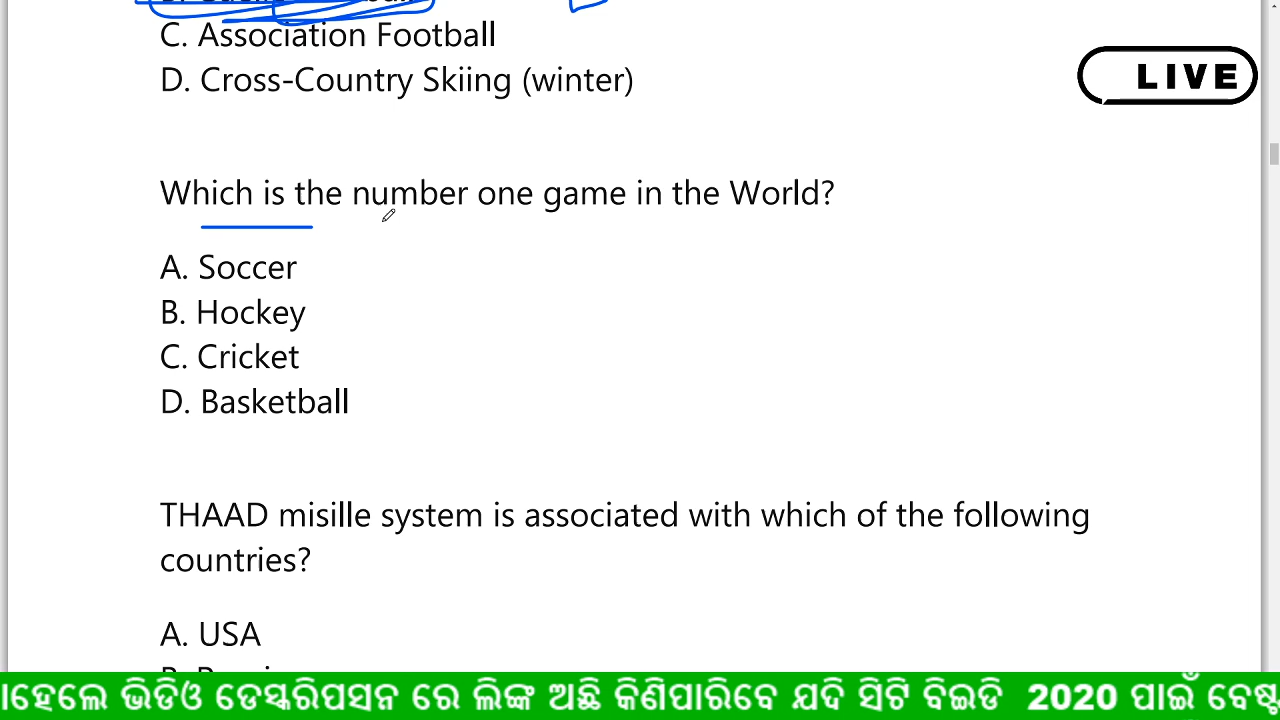 C. Association Football
D. Cross-Country Skiing (winter)
LIVE
Which is the number one game in the World?
A. Soccer
B. Hockey
C. Cricket
D. Basketball
THAAD misille system is associated with which of the following
countries?
A. USA
ାହେଲେ ଭିଡିଓ ଡେସ୍କରିପସନ ରେ ଲିଙ୍କ ଅଛି କିଣିପାରିବେ ଯଦି ସିଟି ବିଇଡି 2020 ପାଇଁ ବେଷ୍ଟ